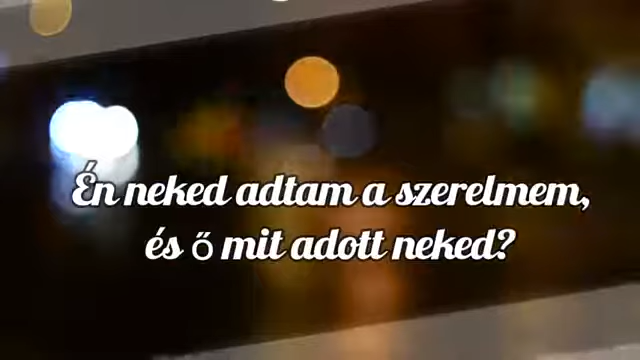 Én neked adtam a szerelmem,
és ő mit adott neked?